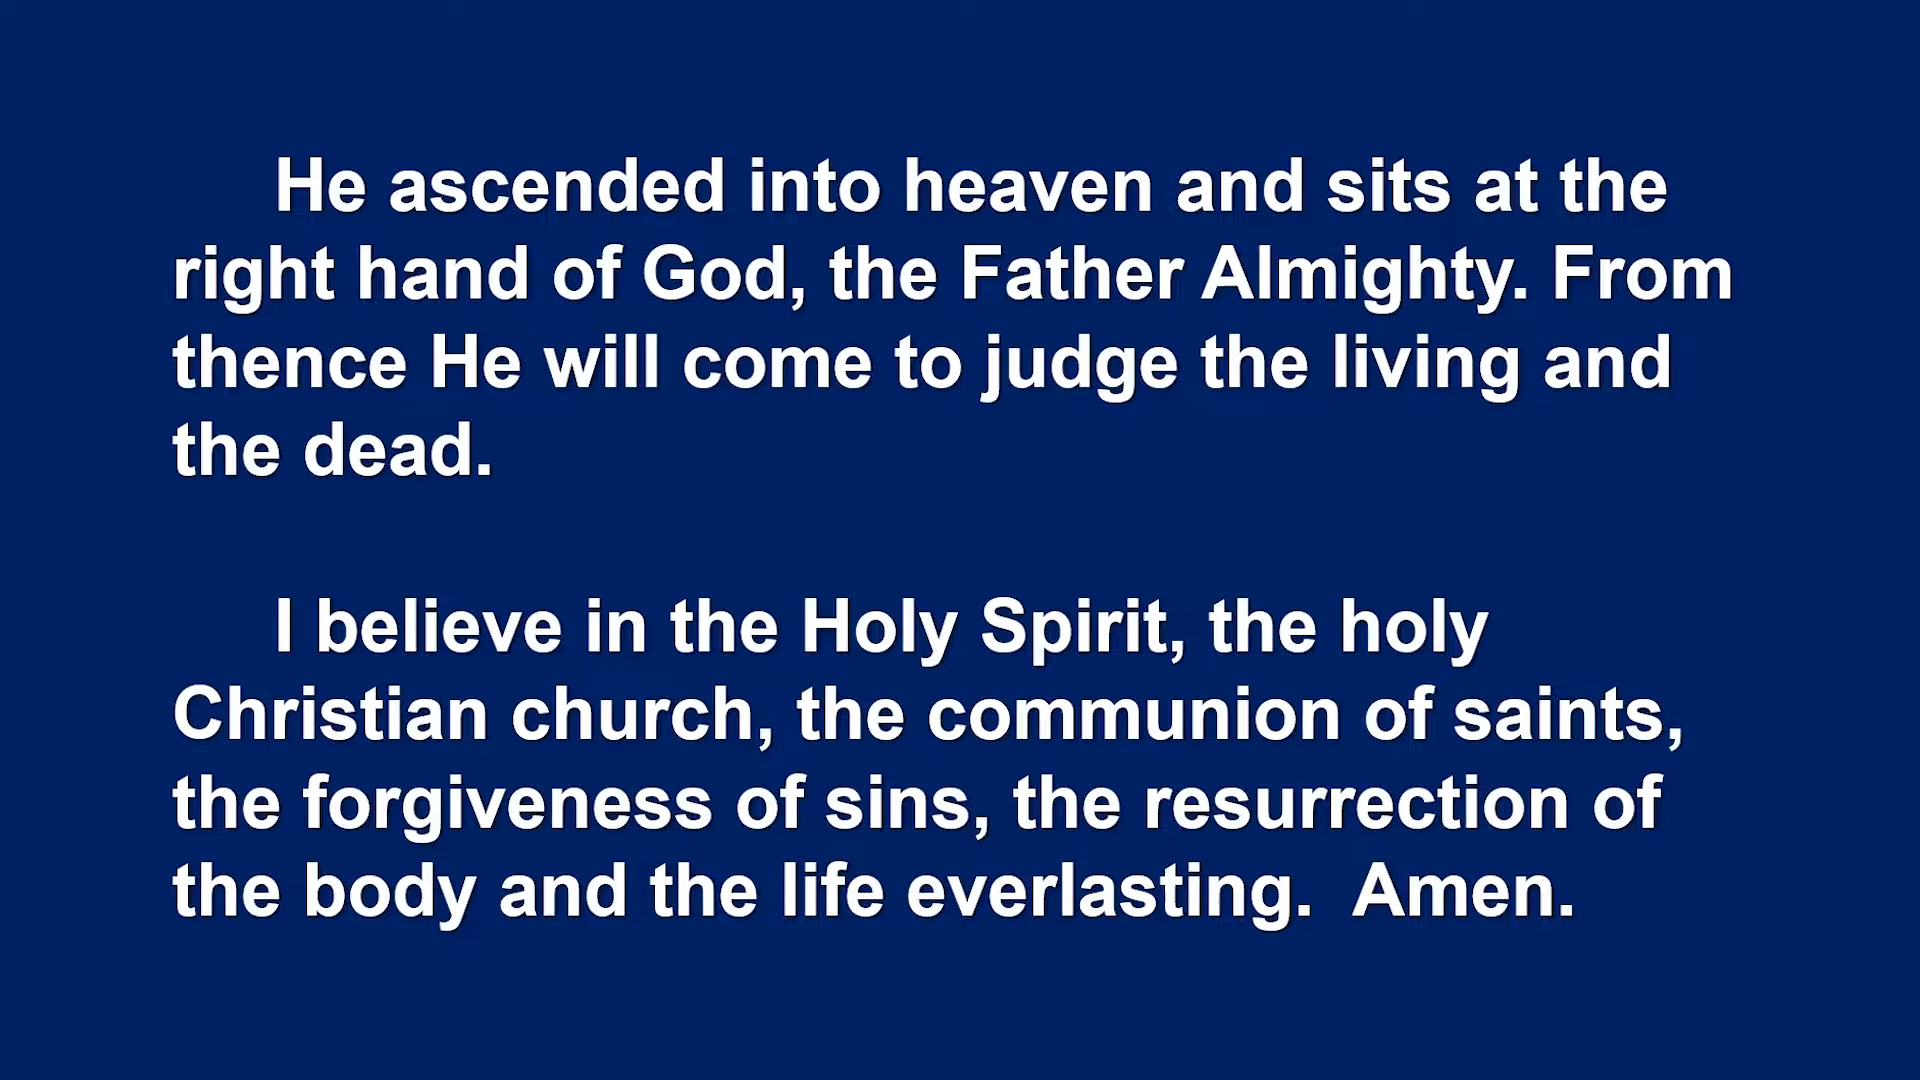 He ascended into heaven and sits at the
right hand of God, the Father Almighty. From
thence He will come to judge the living and
the dead.
I believe in the Holy Spirit, the holy
Christian church, the communion of saints,
the forgiveness of sins, the resurrection of
the body and the life everlasting.  Amen.